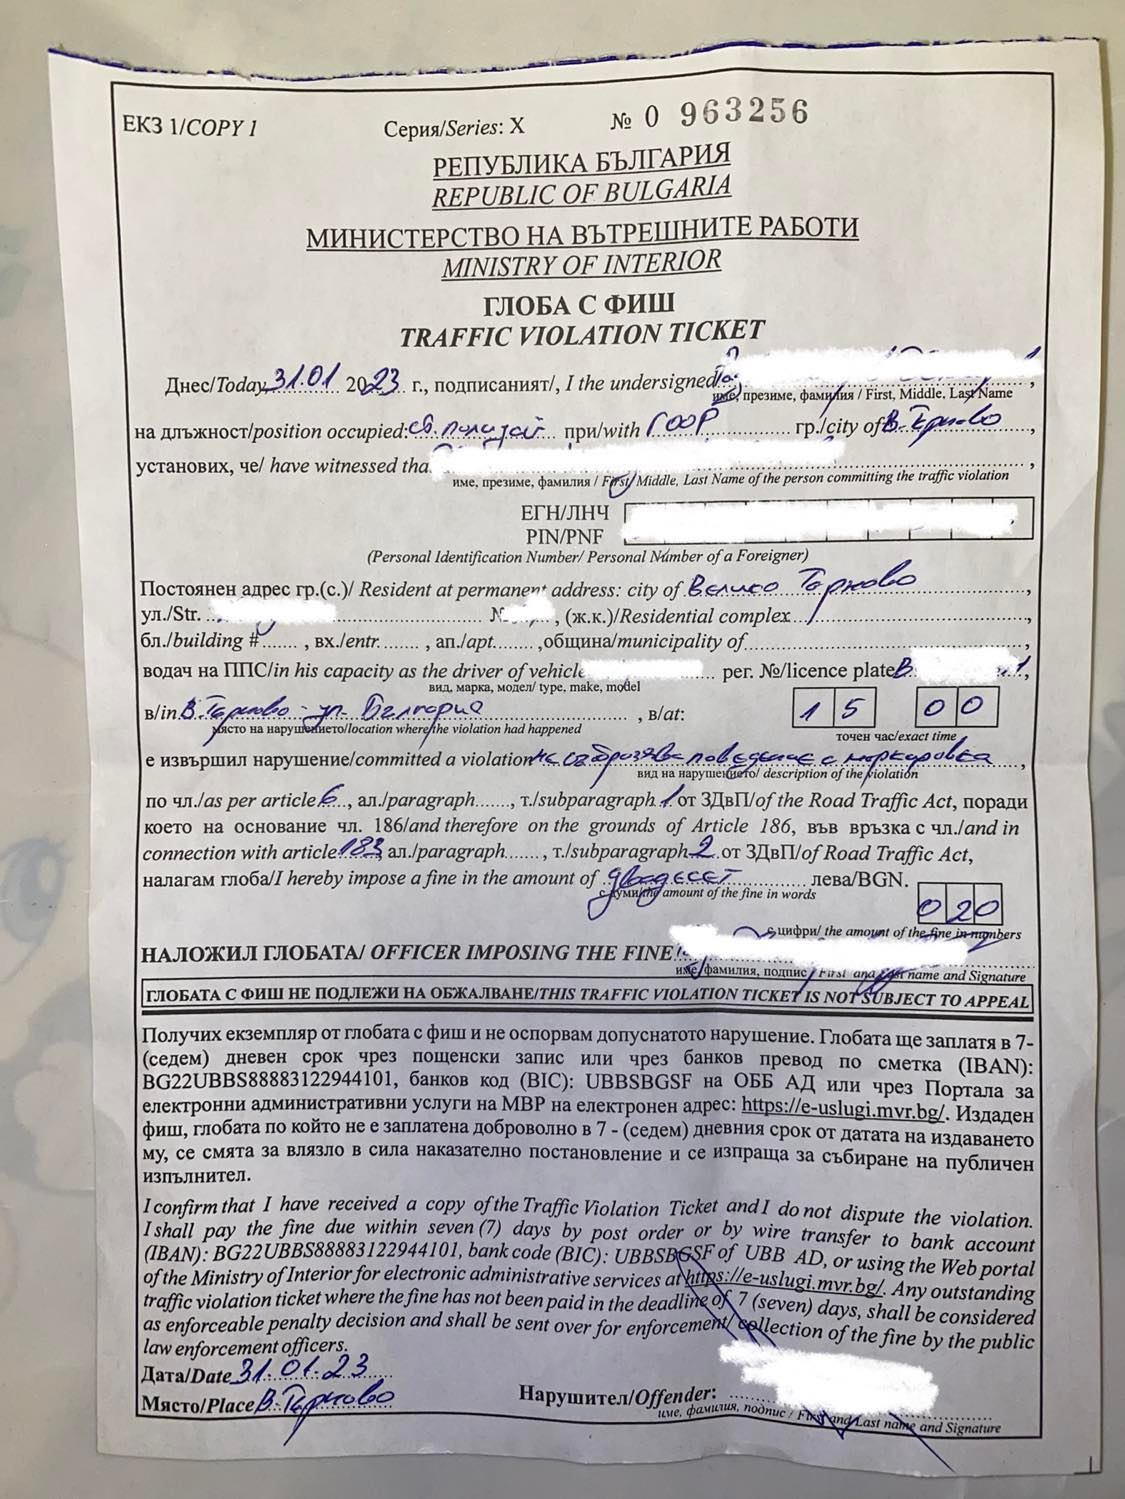 ЕКЗ 1/COPY 1 Серия/Series: X № 0 963256
РЕПУБЛИКА БЪЛГАРИЯ
REPUBLIC OF BULGARIA
МИНИСТЕРСТВО НА ВЪТРЕШНИТЕ РАБОТИ
MINISTRY OF INTERIOR
ГЛОБА С ФИШ
TRAFFIC VIOLATION TICKET
Днес/Today 31.01 2023 г., подписаният/, I the undersigned
име, презиме, фамилия / First, Middle, Last Name
на длъжност/position occupied: мл. полицай при/with ГООР гр./city of В. Търново,
установих, че/ have witnessed tha
име, презиме, фамилия / First, Middle, Last Name of the person committing the traffic violation
ЕГН/ЛНЧ
PIN/PNF
(Personal Identification Number/ Personal Number of a Foreigner)
Постоянен адрес гр.(с.)/ Resident at permanent address: city of Велико Търново,
ул./Str. , (ж.к.)/Residential complex,
бл./building #, вх./entr., ап./apt., община/municipality of,
водач на ППС/in his capacity as the driver of vehicle рег. №/licence plate В 1,
вид, марка, модел/ type, make, model
в/in В. Търново - ул. България, в/at: 15 00
място на нарушението/location where the violation had happened точен час/exact time
е извършил нарушение/committed a violation не съобразява поведение с маркировка,
вид на нарушението/ description of the violation
по чл./as per article 6, ал./paragraph, т./subparagraph 1 от ЗДвП/of the Road Traffic Act, поради
което на основание чл. 186/and therefore on the grounds of Article 186, във връзка с чл./and in
connection with article 183, ал./paragraph, т./subparagraph 2 от ЗДвП/of Road Traffic Act,
налагам глоба/I hereby impose a fine in the amount of двадесет лева/BGN.
с думи/the amount of the fine in words 020
с цифри/ the amount of the fine in numbers
НАЛОЖИЛ ГЛОБАТА/ OFFICER IMPOSING THE FINE
име, фамилия, подпис / First and Last name and Signature
ГЛОБАТА С ФИШ НЕ ПОДЛЕЖИ НА ОБЖАЛВАНЕ/THIS TRAFFIC VIOLATION TICKET IS NOT SUBJECT TO APPEAL
Получих екземпляр от глобата с фиш и не оспорвам допуснатото нарушение. Глобата ще заплатя в 7-
(седем) дневен срок чрез пощенски запис или чрез банков превод по сметка (IBAN):
BG22UBBS88883122944101, банков код (BIC): UBBSBGSF на ОББ АД или чрез Портала за
електронни административни услуги на МВР на електронен адрес: https://e-uslugi.mvr.bg/. Издаден
фиш, глобата по който не е заплатена доброволно в 7 - (седем) дневния срок от датата на издаването
му, се смята за влязло в сила наказателно постановление и се изпраща за събиране на публичен
изпълнител.
I confirm that I have received a copy of the Traffic Violation Ticket and I do not dispute the violation.
I shall pay the fine due within seven (7) days by post order or by wire transfer to bank account
(IBAN): BG22UBBS88883122944101, bank code (BIC): UBBSBGSF of UBB AD, or using the Web portal
of the Ministry of Interior for electronic administrative services at https://e-uslugi.mvr.bg/. Any outstanding
traffic violation ticket where the fine has not been paid in the deadline of 7 (seven) days, shall be considered
as enforceable penalty decision and shall be sent over for enforcement/ collection of the fine by the public
law enforcement officers.
Дата/Date 31.01.23
Място/Place В. Търново Нарушител/Offender:
име, фамилия, подпис / First and Last name and Signature